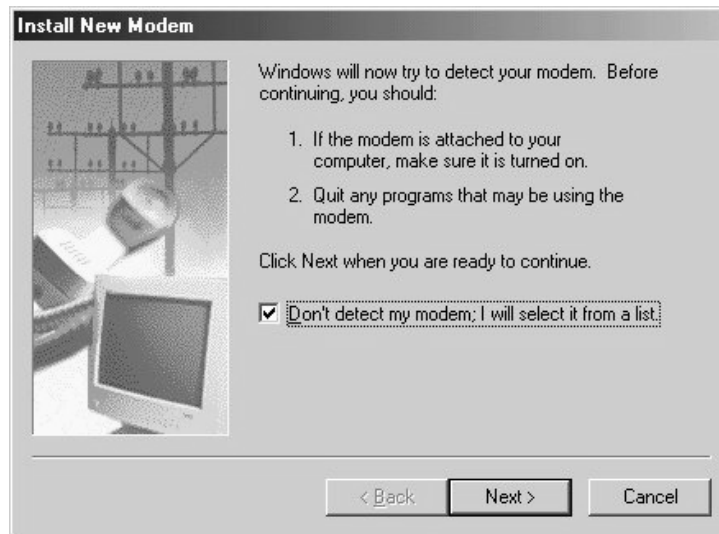 Install New Modem
Windows will now try to detect your modem. Before
continuing, you should:
1. If the modem is attached to your
computer, make sure it is turned on.
2. Quit any programs that may be using the
modem.
Click Next when you are ready to continue.
Don't detect my modem; I will select it from a list.
< Back
Next >
Cancel